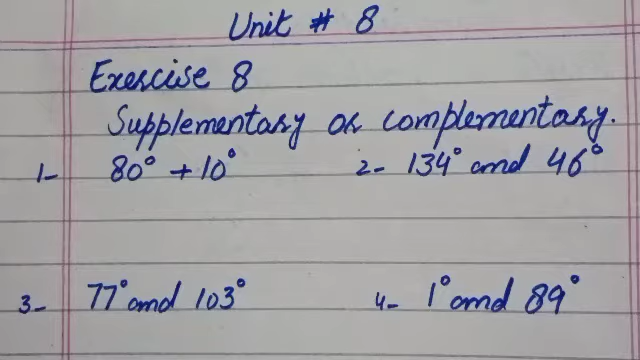 Unit # 8
Exercise 8
Supplementary or complementary.
1- 80° + 10° 2- 134° and 46°
3- 77° and 103° 4- 1° and 89°